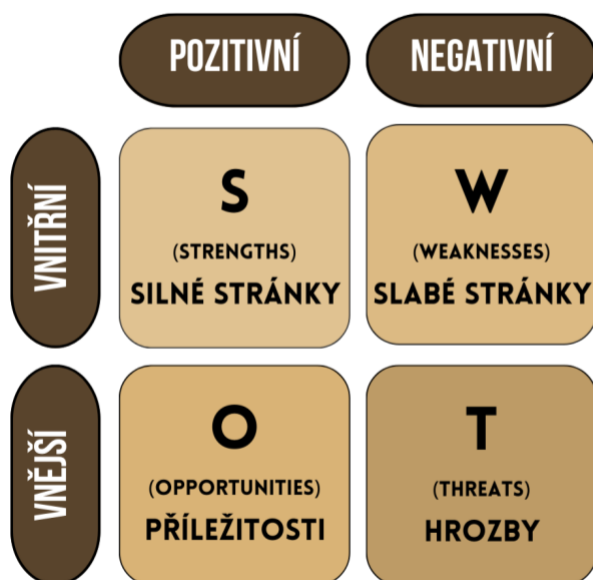 POZITIVNÍ
NEGATIVNÍ
VNITŘNÍ
S
(STRENGTHS)
SILNÉ STRÁNKY
W
(WEAKNESSES)
SLABÉ STRÁNKY
VNĚJŠÍ
O
(OPPORTUNITIES)
PŘÍLEŽITOSTI
T
(THREATS)
HROZBY